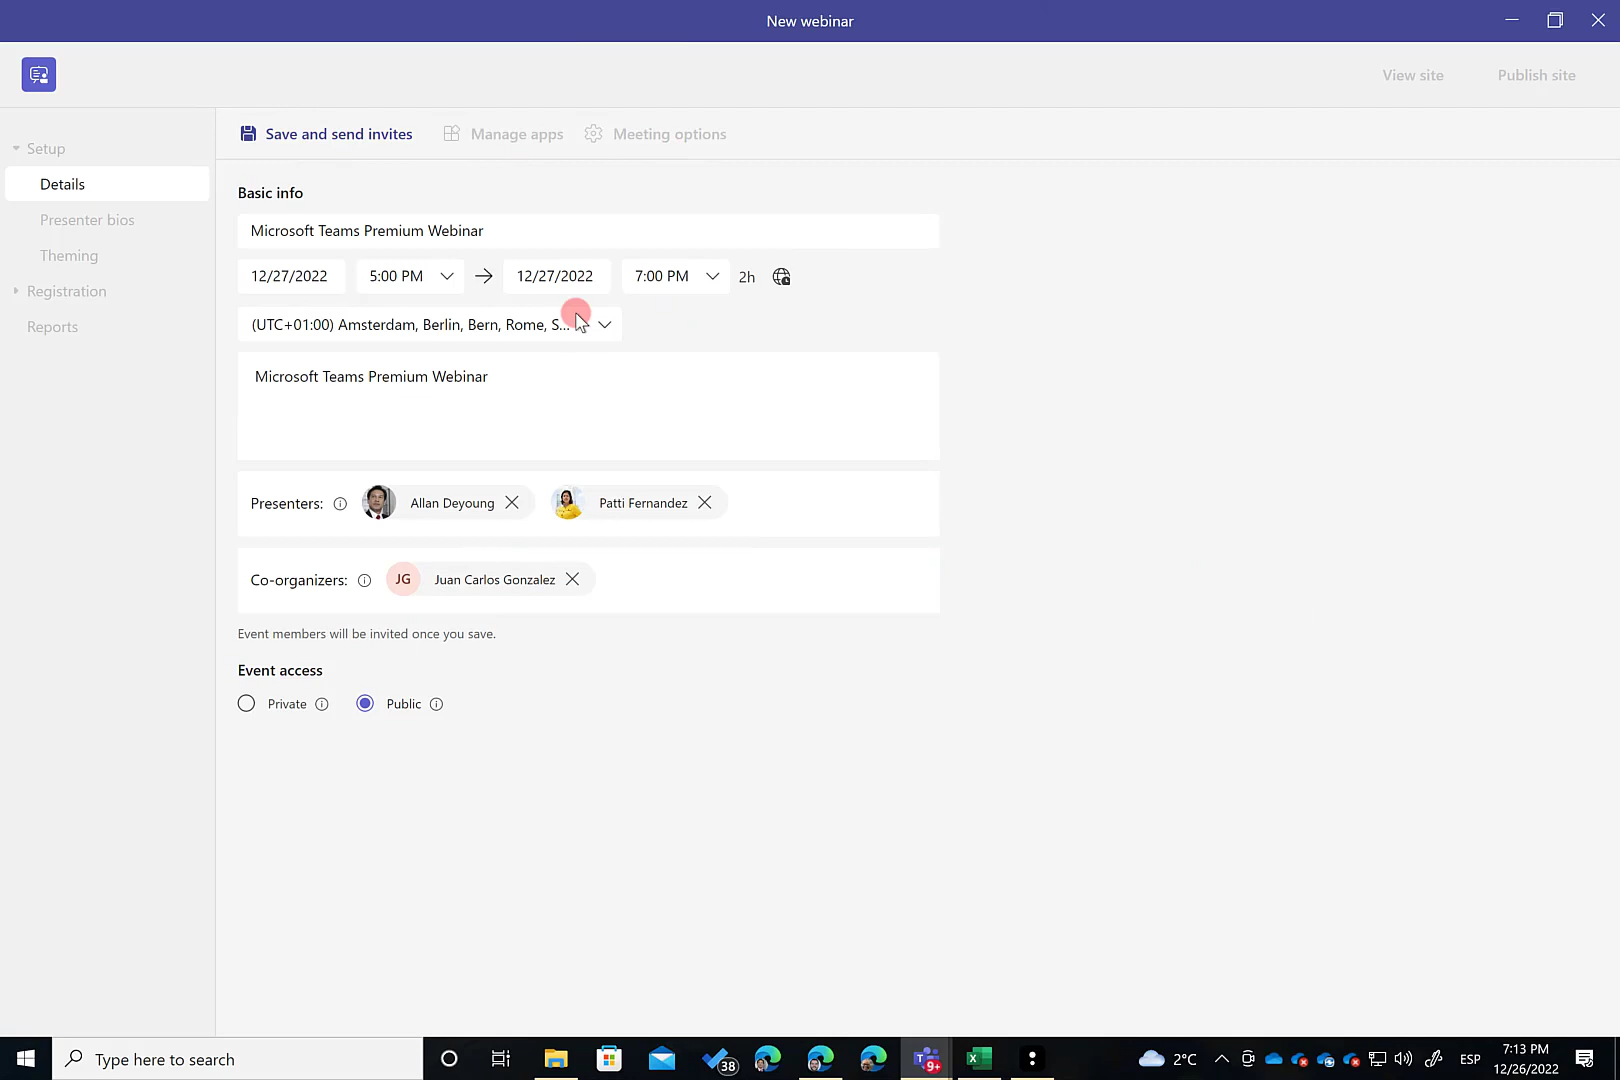 New webinar
View site
Publish site
Save and send invites
Manage apps
Meeting options
Setup
Details
Presenter bios
Theming
Registration
Reports
Basic info
Microsoft Teams Premium Webinar
12/27/2022
5:00 PM
12/27/2022
7:00 PM
2h
(UTC+01:00) Amsterdam, Berlin, Bern, Rome, S...
Microsoft Teams Premium Webinar
Presenters:
Allan Deyoung
Patti Fernandez
Co-organizers:
JG
Juan Carlos Gonzalez
Event members will be invited once you save.
Event access
Private
Public
Type here to search
38
T
9+
X
2°C
ESP
7:13 PM
12/26/2022